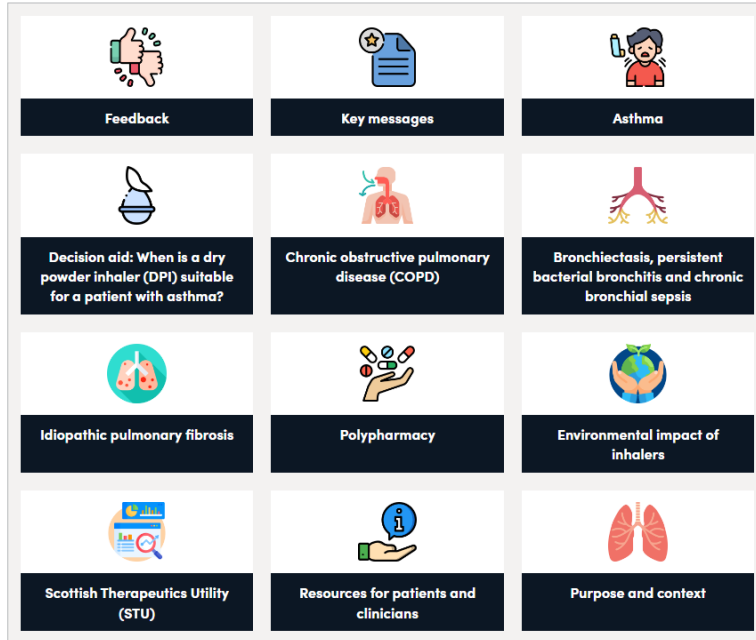 Feedback
Key messages
Asthma
Decision aid: When is a dry
powder inhaler (DPI) suitable
for a patient with asthma?
Chronic obstructive pulmonary
disease (COPD)
Bronchiectasis, persistent
bacterial bronchitis and chronic
bronchial sepsis
Idiopathic pulmonary fibrosis
Polypharmacy
Environmental impact of
inhalers
Scottish Therapeutics Utility
(STU)
Resources for patients and
clinicians
Purpose and context